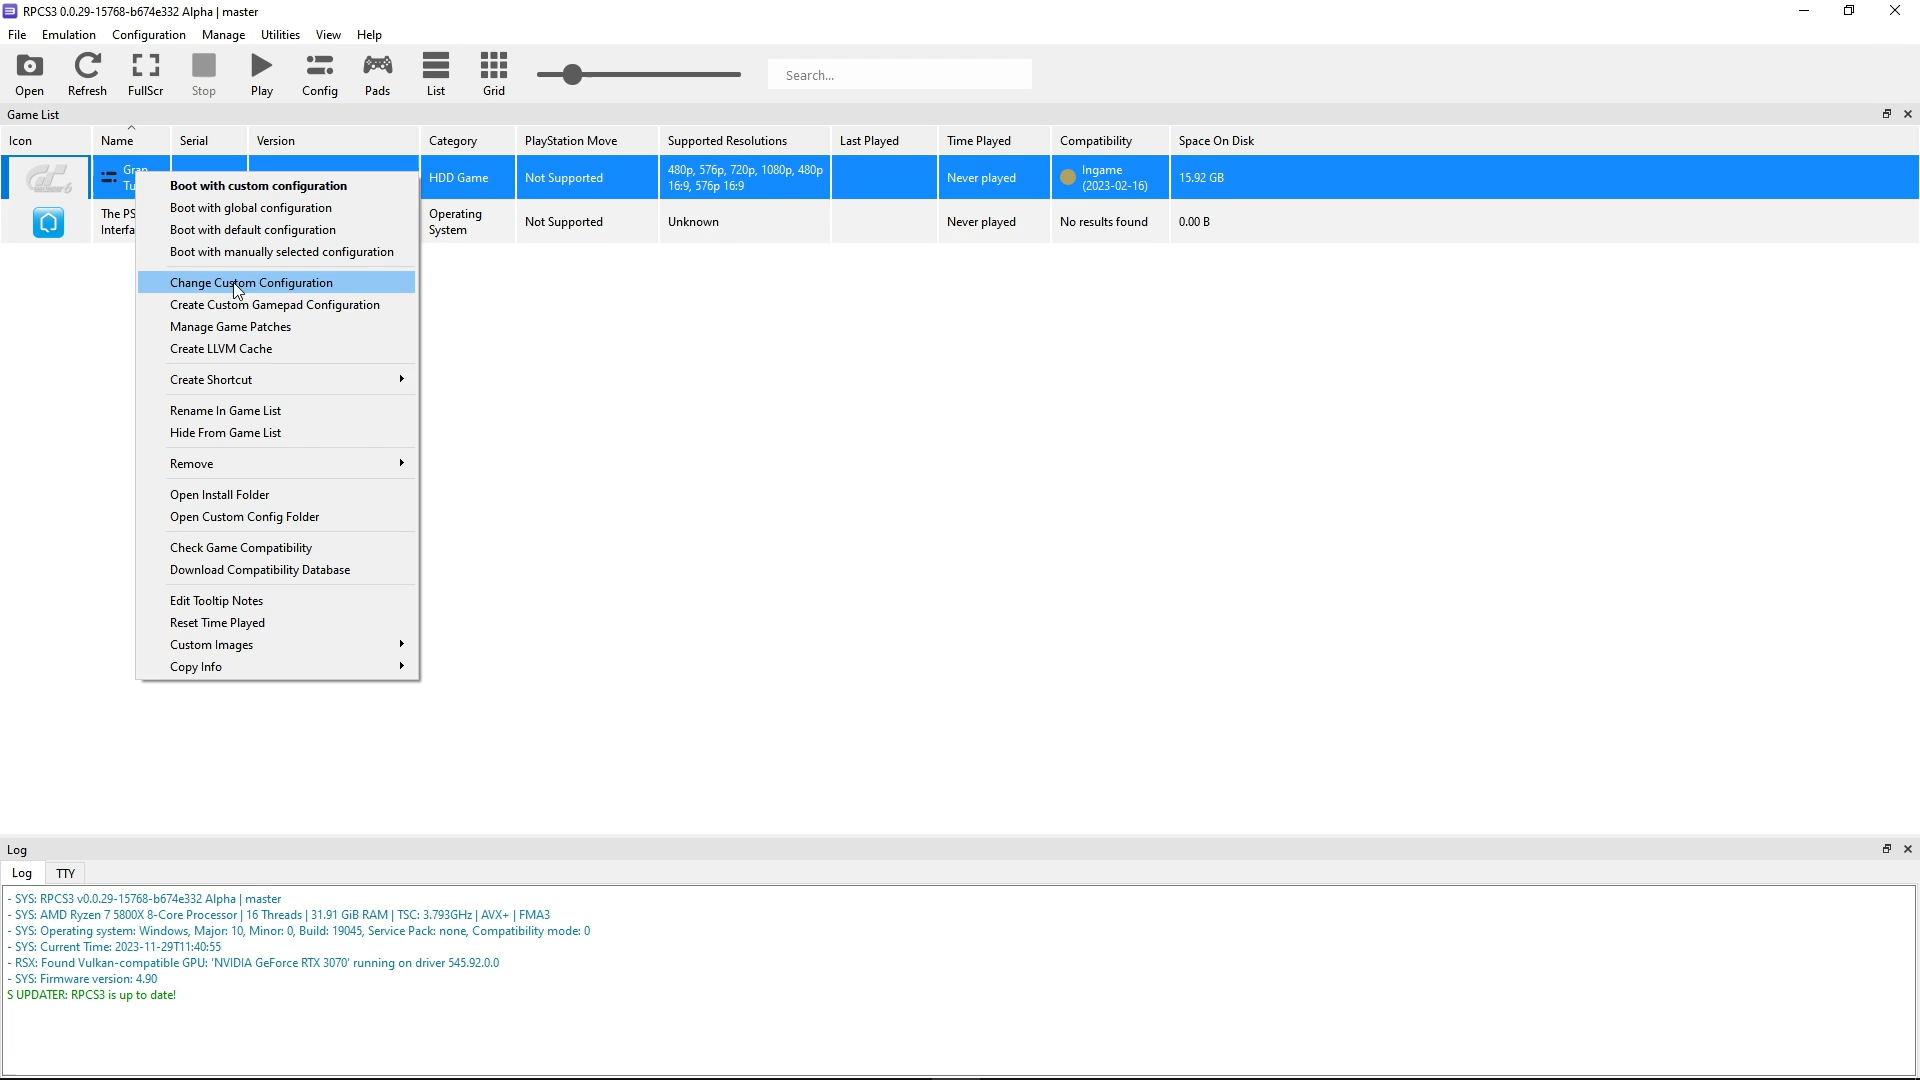 RPCS3 0.0.29-15768-b674e332 Alpha | master
File Emulation Configuration Manage Utilities View Help
Open Refresh FullScr Stop Play Config Pads List Grid Search...
Game List
Icon Name Serial Version Category PlayStation Move Supported Resolutions Last Played Time Played Compatibility Space On Disk
Gran
Tu
HDD Game Not Supported
480p, 576p, 720p, 1080p, 480p
16:9, 576p 16:9
Never played
Ingame
(2023-02-16)
15.92 GB
The PS
Interfa
Operating
System
Not Supported Unknown Never played No results found 0.00 B
Boot with custom configuration
Boot with global configuration
Boot with default configuration
Boot with manually selected configuration
Change Custom Configuration
Create Custom Gamepad Configuration
Manage Game Patches
Create LLVM Cache
Create Shortcut
Rename In Game List
Hide From Game List
Remove
Open Install Folder
Open Custom Config Folder
Check Game Compatibility
Download Compatibility Database
Edit Tooltip Notes
Reset Time Played
Custom Images
Copy Info
Log
Log TTY
- SYS: RPCS3 v0.0.29-15768-b674e332 Alpha | master
- SYS: AMD Ryzen 7 5800X 8-Core Processor | 16 Threads | 31.91 GiB RAM | TSC: 3.793GHz | AVX+ | FMA3
- SYS: Operating system: Windows, Major: 10, Minor: 0, Build: 19045, Service Pack: none, Compatibility mode: 0
- SYS: Current Time: 2023-11-29T11:40:55
- RSX: Found Vulkan-compatible GPU: 'NVIDIA GeForce RTX 3070' running on driver 545.92.0.0
- SYS: Firmware version: 4.90
S UPDATER: RPCS3 is up to date!